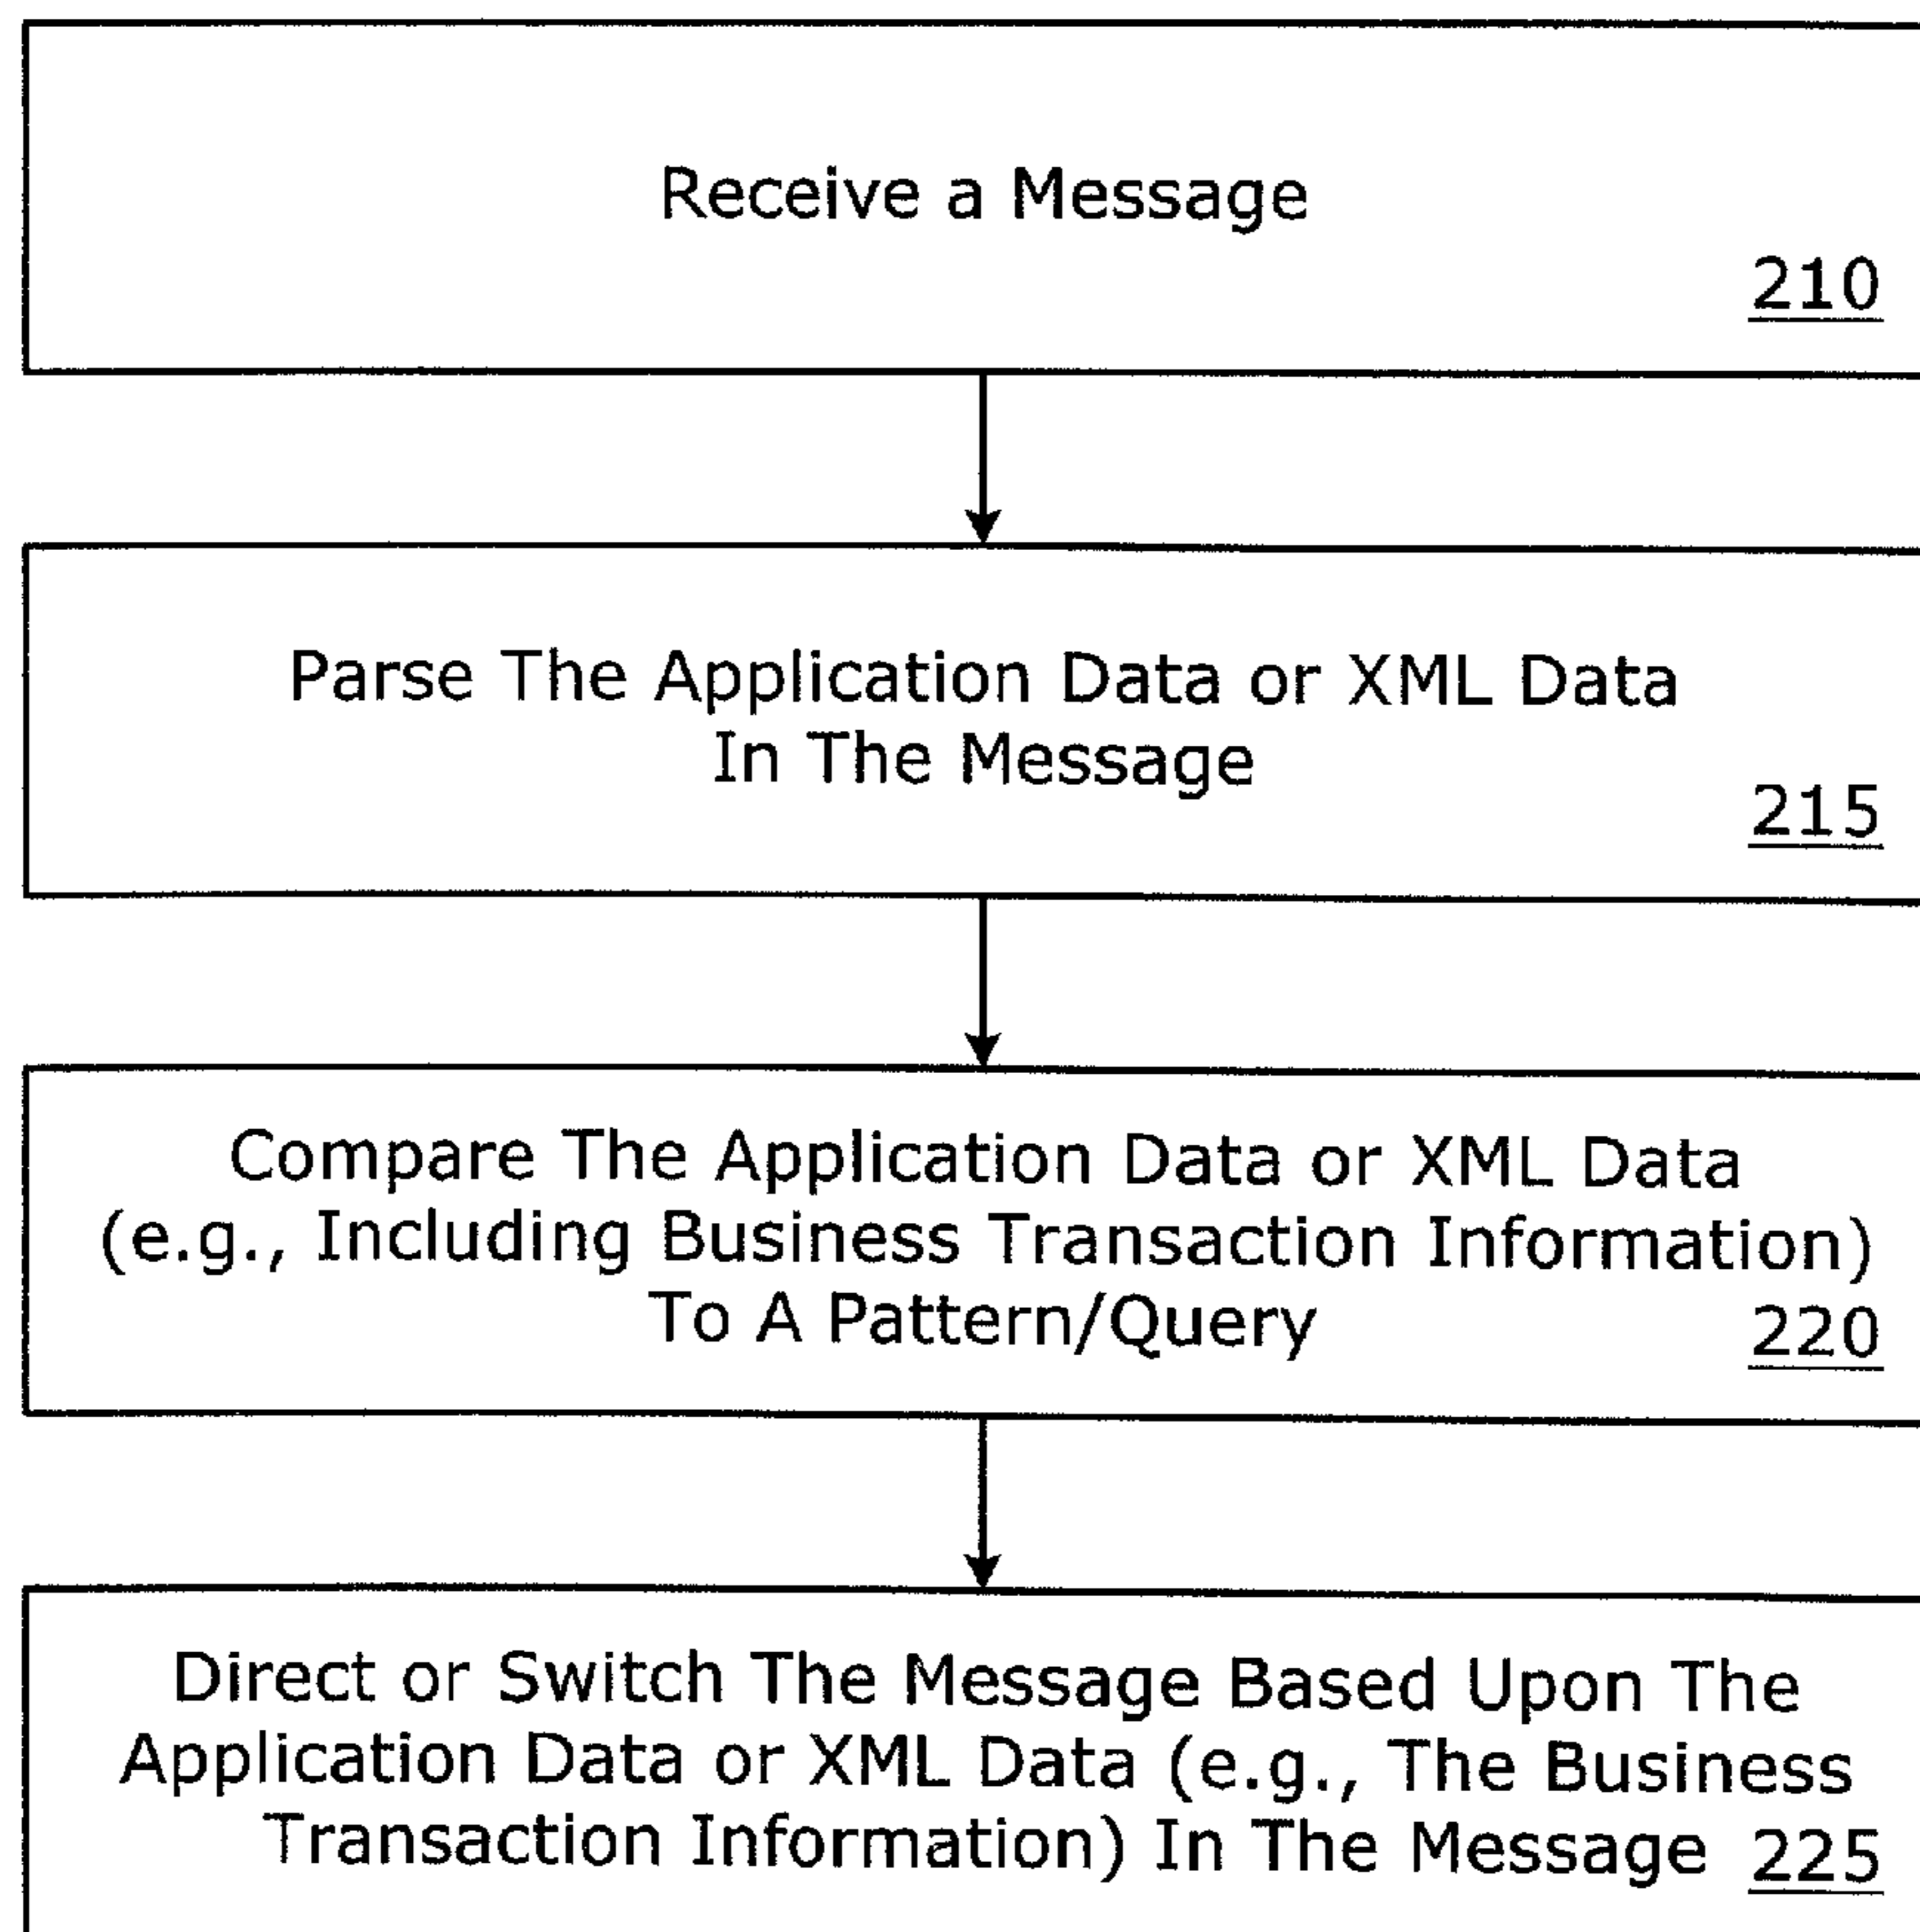 Receive a Message
210
Parse The Application Data or XML Data
In The Message
215
Compare The Application Data or XML Data
(e.g., Including Business Transaction Information)
To A Pattern/Query
220
Direct or Switch The Message Based Upon The
Application Data or XML Data (e.g., The Business
Transaction Information) In The Message 225